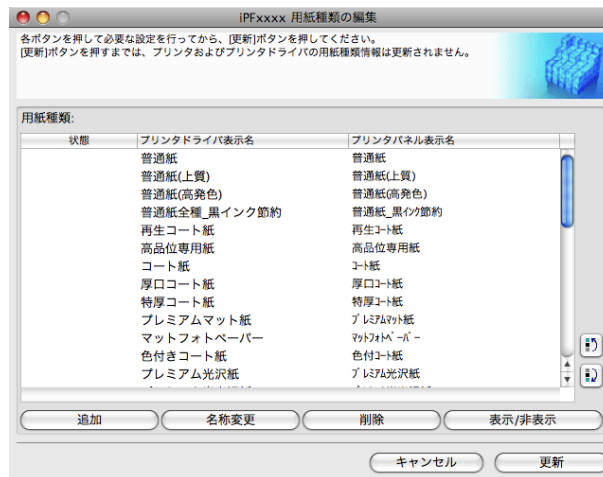 iPFxxxx 用紙種類の編集
各ボタンを押して必要な設定を行ってから、[更新]ボタンを押してください。
[更新]ボタンを押すまでは、プリンタおよびプリンタドライバの用紙種類情報は更新されません。
用紙種類:
状態 プリンタドライバ表示名 プリンタパネル表示名
普通紙 普通紙
普通紙(上質) 普通紙(上質)
普通紙(高発色) 普通紙(高発色)
普通紙全種_黒インク節約 普通紙_黒ｲﾝｸ節約
再生コート紙 再生ｺｰﾄ紙
高品位専用紙 高品位専用紙
コート紙 ｺｰﾄ紙
厚口コート紙 厚口ｺｰﾄ紙
特厚コート紙 特厚ｺｰﾄ紙
プレミアムマット紙 ﾌﾟﾚﾐｱﾑﾏｯﾄ紙
マットフォトペーパー ﾏｯﾄﾌｫﾄﾍﾟｰﾊﾟｰ
色付きコート紙 色付ｺｰﾄ紙
プレミアム光沢紙 ﾌﾟﾚﾐｱﾑ光沢紙
追加 名称変更 削除 表示/非表示
キャンセル 更新